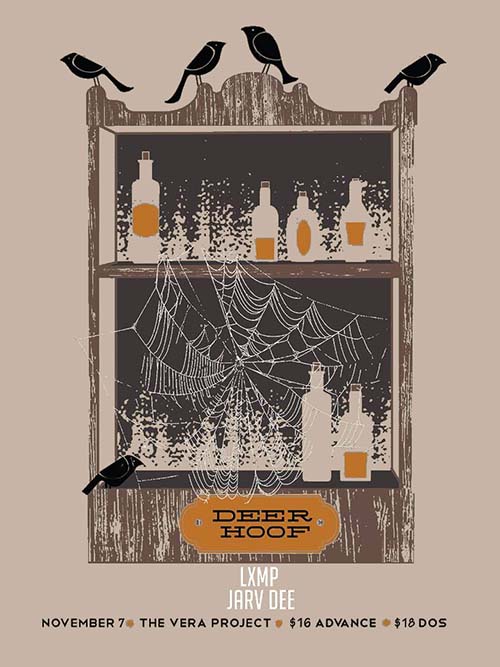 DEER
HOOF
LXMP
JARV DEE
NOVEMBER 7 THE VERA PROJECT $16 ADVANCE $18 DOS